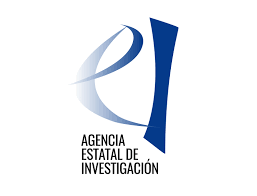 AGENCIA
ESTATAL DE
INVESTIGACIÓN